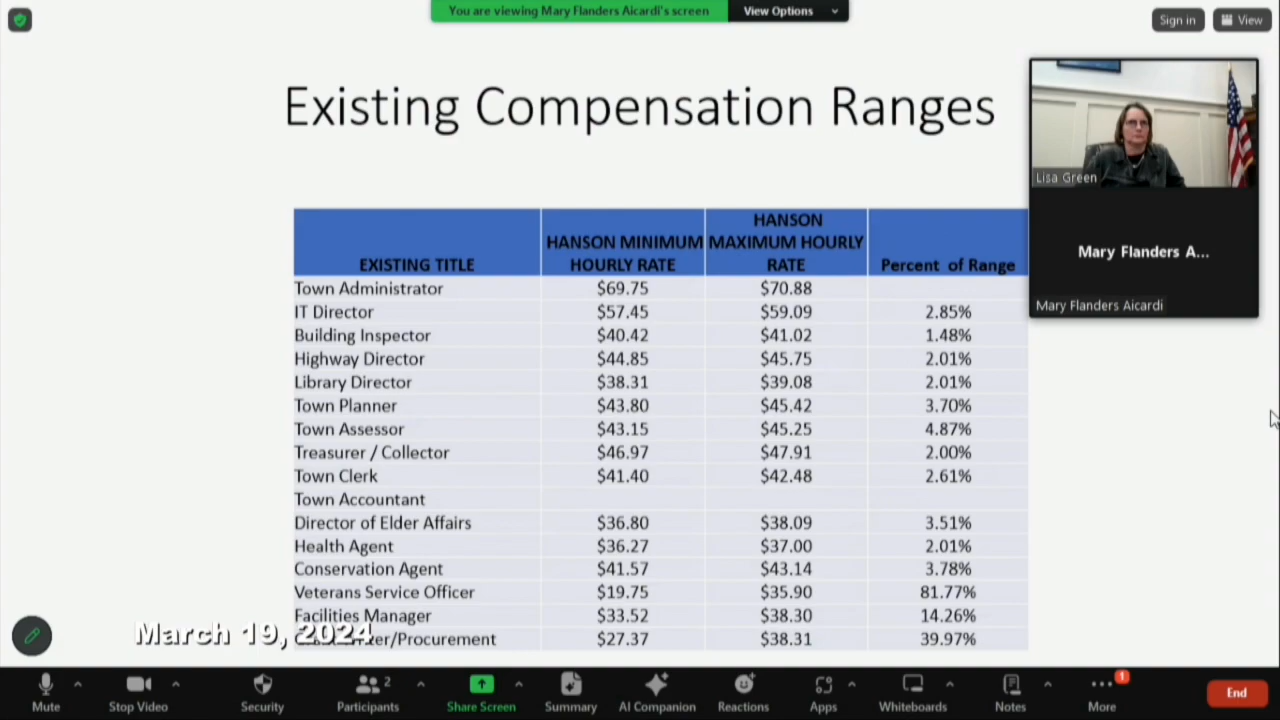 You are viewing Mary Flanders Aicardi's screen
View Options
Sign in
View
Existing Compensation Ranges
Lisa Green
Mary Flanders A...
Mary Flanders Aicardi
EXISTING TITLE
HANSON MINIMUM HOURLY RATE
HANSON MAXIMUM HOURLY RATE
Percent of Range
Town Administrator $69.75 $70.88
IT Director $57.45 $59.09 2.85%
Building Inspector $40.42 $41.02 1.48%
Highway Director $44.85 $45.75 2.01%
Library Director $38.31 $39.08 2.01%
Town Planner $43.80 $45.42 3.70%
Town Assessor $43.15 $45.25 4.87%
Treasurer / Collector $46.97 $47.91 2.00%
Town Clerk $41.40 $42.48 2.61%
Town Accountant
Director of Elder Affairs $36.80 $38.09 3.51%
Health Agent $36.27 $37.00 2.01%
Conservation Agent $41.57 $43.14 3.78%
Veterans Service Officer $19.75 $35.90 81.77%
Facilities Manager $33.52 $38.30 14.26%
/Procurement $27.37 $38.31 39.97%
March 19, 2024
Mute
Stop Video
Security
2
Participants
Share Screen
Summary
AI Companion
Reactions
Apps
Whiteboards
Notes
1
More
End